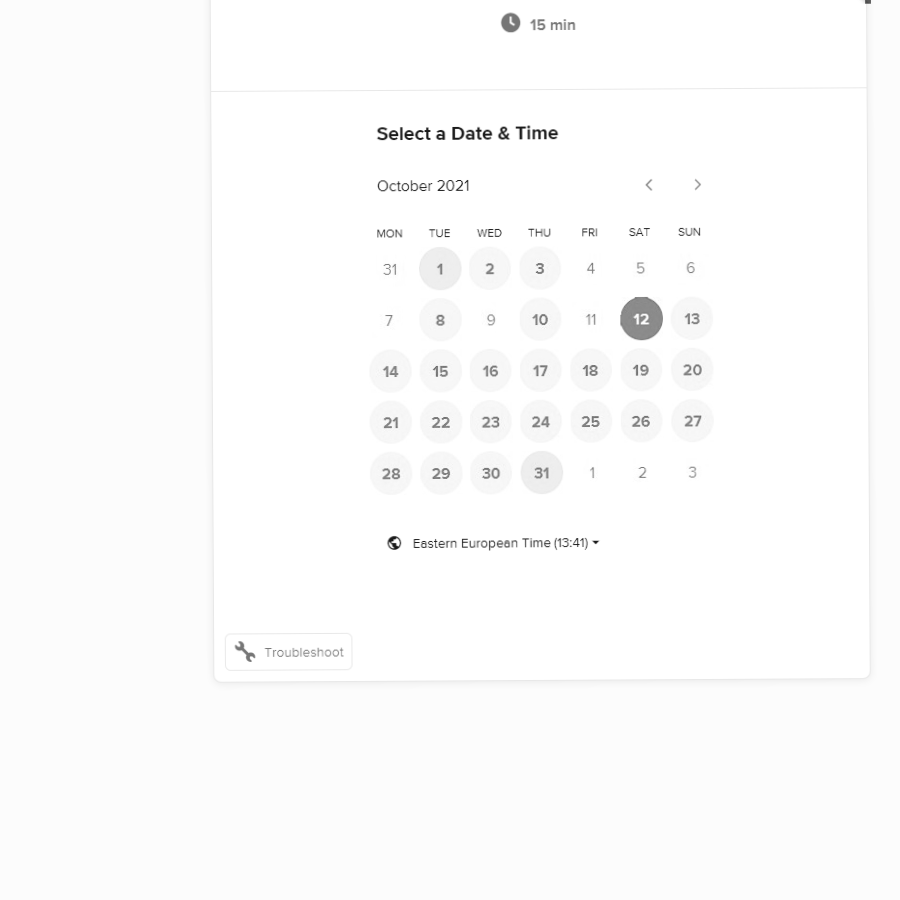 15 min
Select a Date & Time
October 2021
MON TUE WED THU FRI SAT SUN
31 1 2 3 4 5 6
7 8 9 10 11 12 13
14 15 16 17 18 19 20
21 22 23 24 25 26 27
28 29 30 31 1 2 3
Eastern European Time (13:41)
Troubleshoot